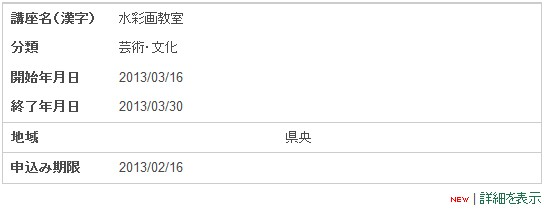 講座名（漢字） 水彩画教室
分類 芸術・文化
開始年月日 2013/03/16
終了年月日 2013/03/30
地域 県央
申込み期限 2013/02/16
NEW | 詳細を表示